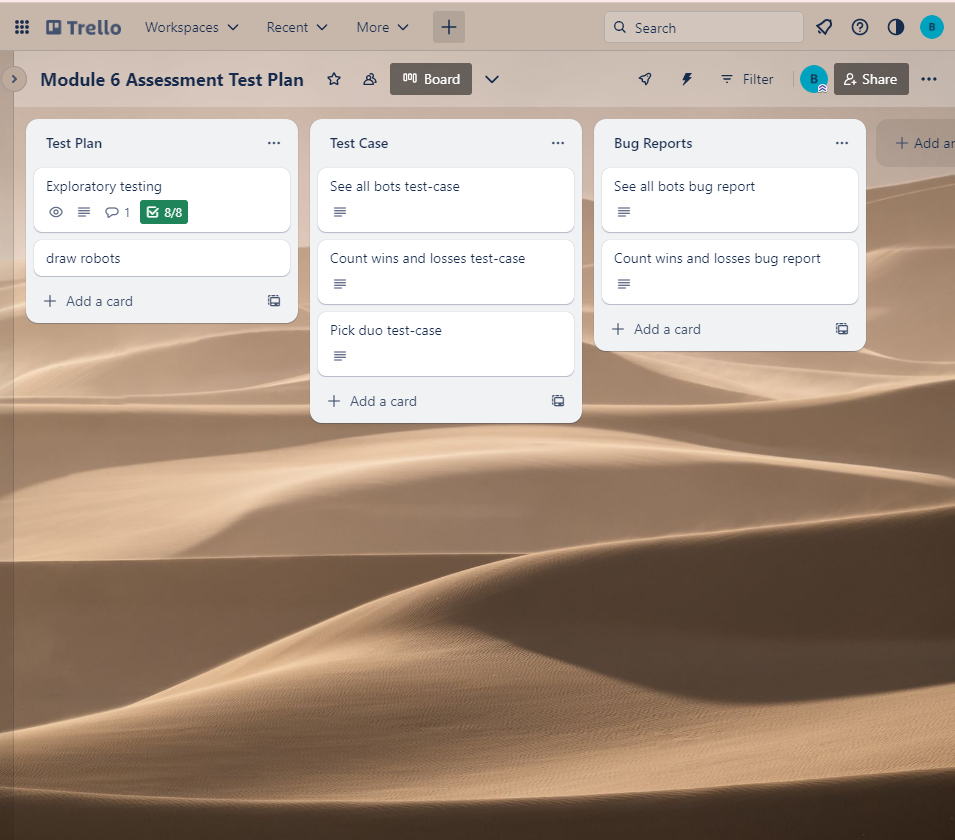 Trello
Workspaces
Recent
More
Search
B
Module 6 Assessment Test Plan
Board
Filter
B
Share
Test Plan
Exploratory testing
1
8/8
draw robots
Add a card
Test Case
See all bots test-case
Count wins and losses test-case
Pick duo test-case
Add a card
Bug Reports
See all bots bug report
Count wins and losses bug report
Add a card
Add